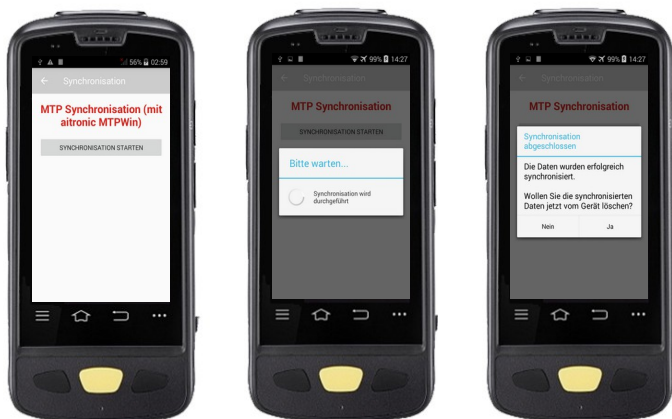 56% 02:59
Synchronisation
MTP Synchronisation (mit
aitronic MTPWin)
SYNCHRONISATION STARTEN
99% 14:27
Synchronisation
MTP Synchronisation
SYNCHRONISATION STARTEN
Bitte warten...
Synchronisation wird
durchgeführt
99% 14:27
Synchronisation
MTP Synchronisation
Synchronisation
abgeschlossen
Die Daten wurden erfolgreich
synchronisiert.
Wollen Sie die synchronisierten
Daten jetzt vom Gerät löschen?
Nein Ja